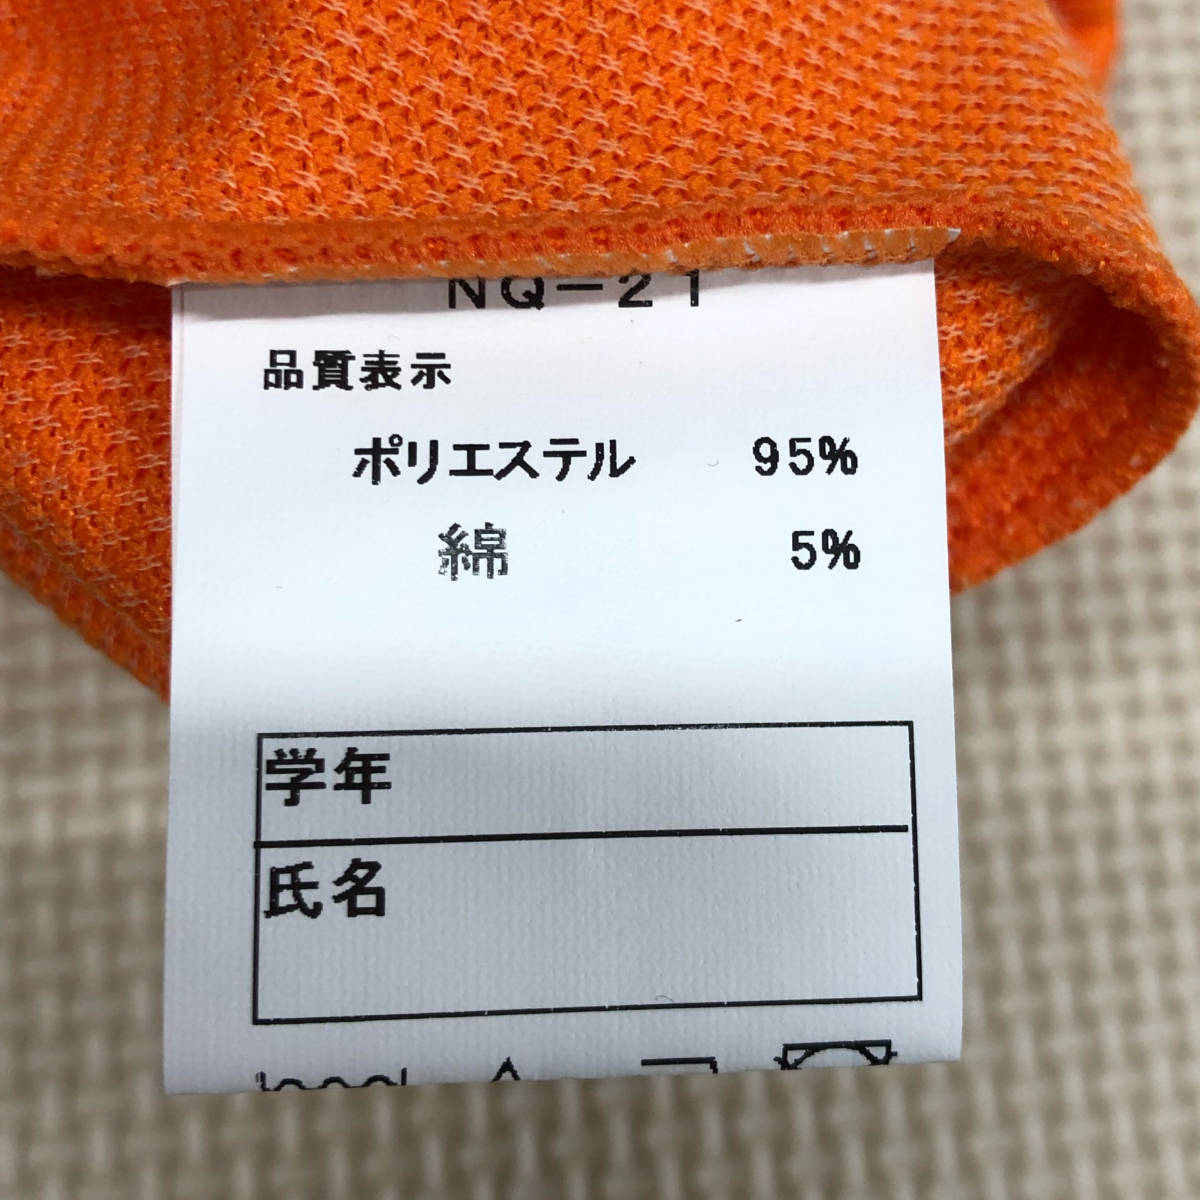 NQ-21
品質表示
ポリエステル 95%
綿 5%
学年
氏名